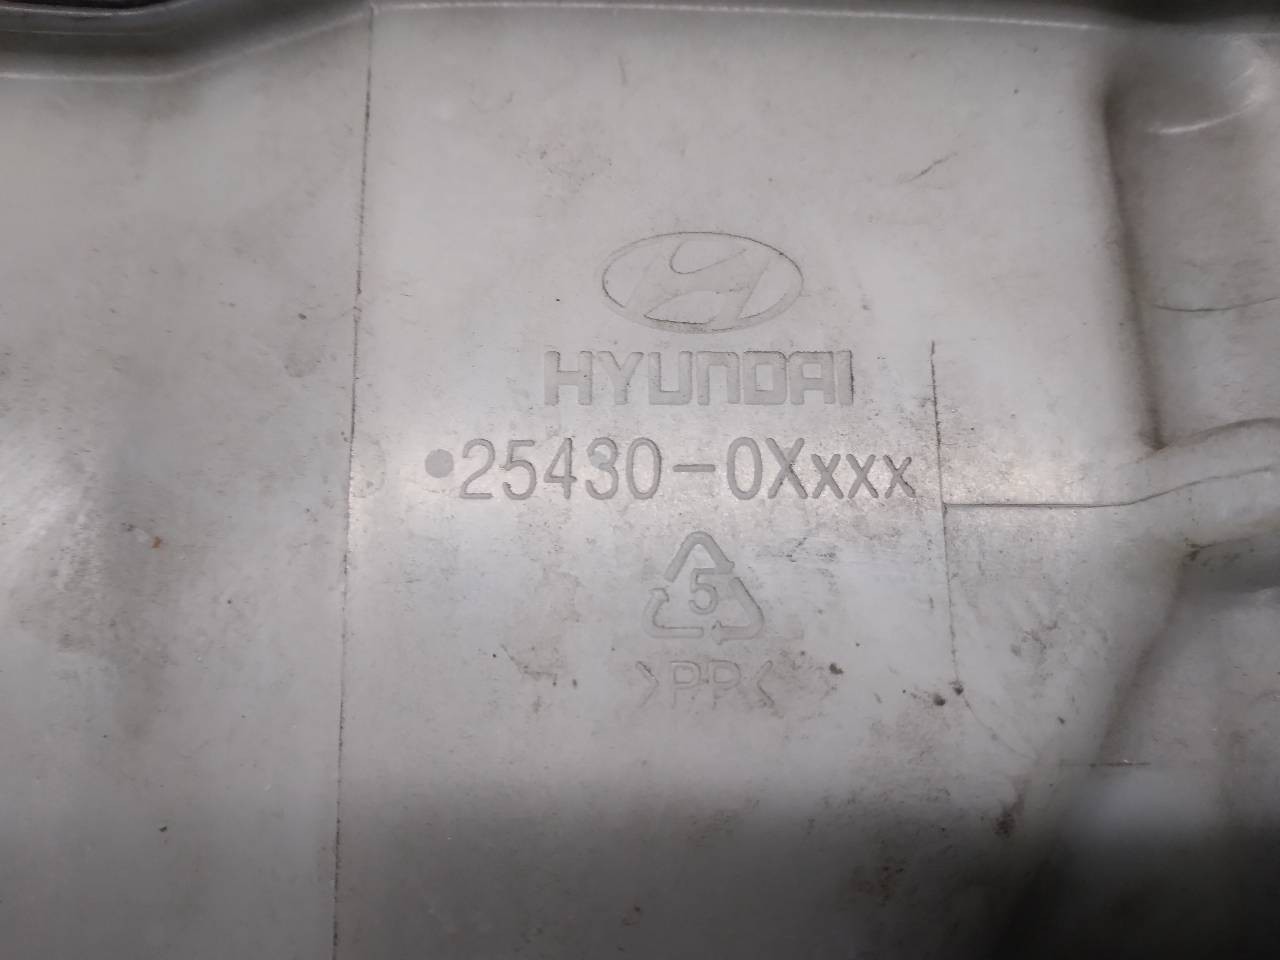 HYUNDAI
•25430-0Xxxx
5
>PP<